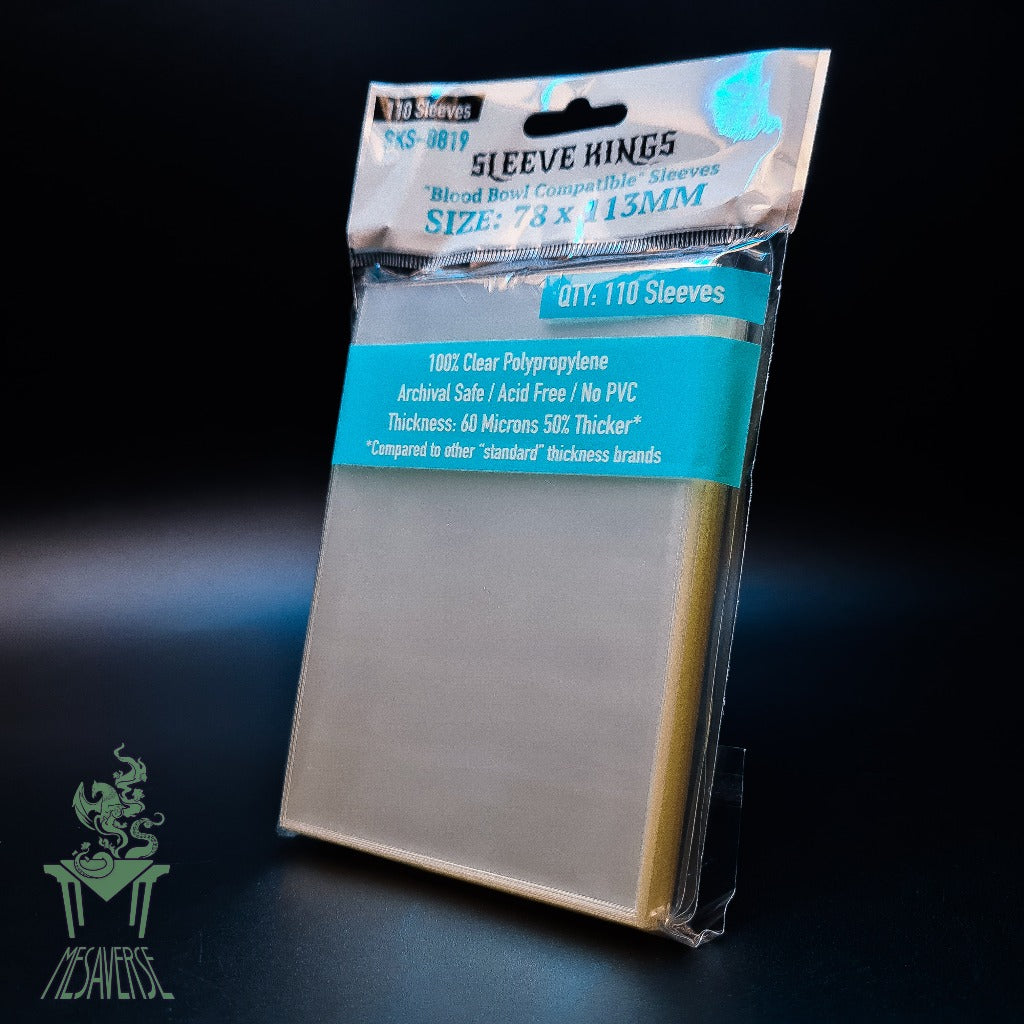 110 Sleeves
SKS-8819
SLEEVE KINGS
"Blood Bowl Compatible" Sleeves
SIZE: 78 x 113MM
QTY: 110 Sleeves
100% Clear Polypropylene
Archival Safe / Acid Free / No PVC
Thickness: 60 Microns 50% Thicker*
*Compared to other "standard" thickness brands
MESAVERSE